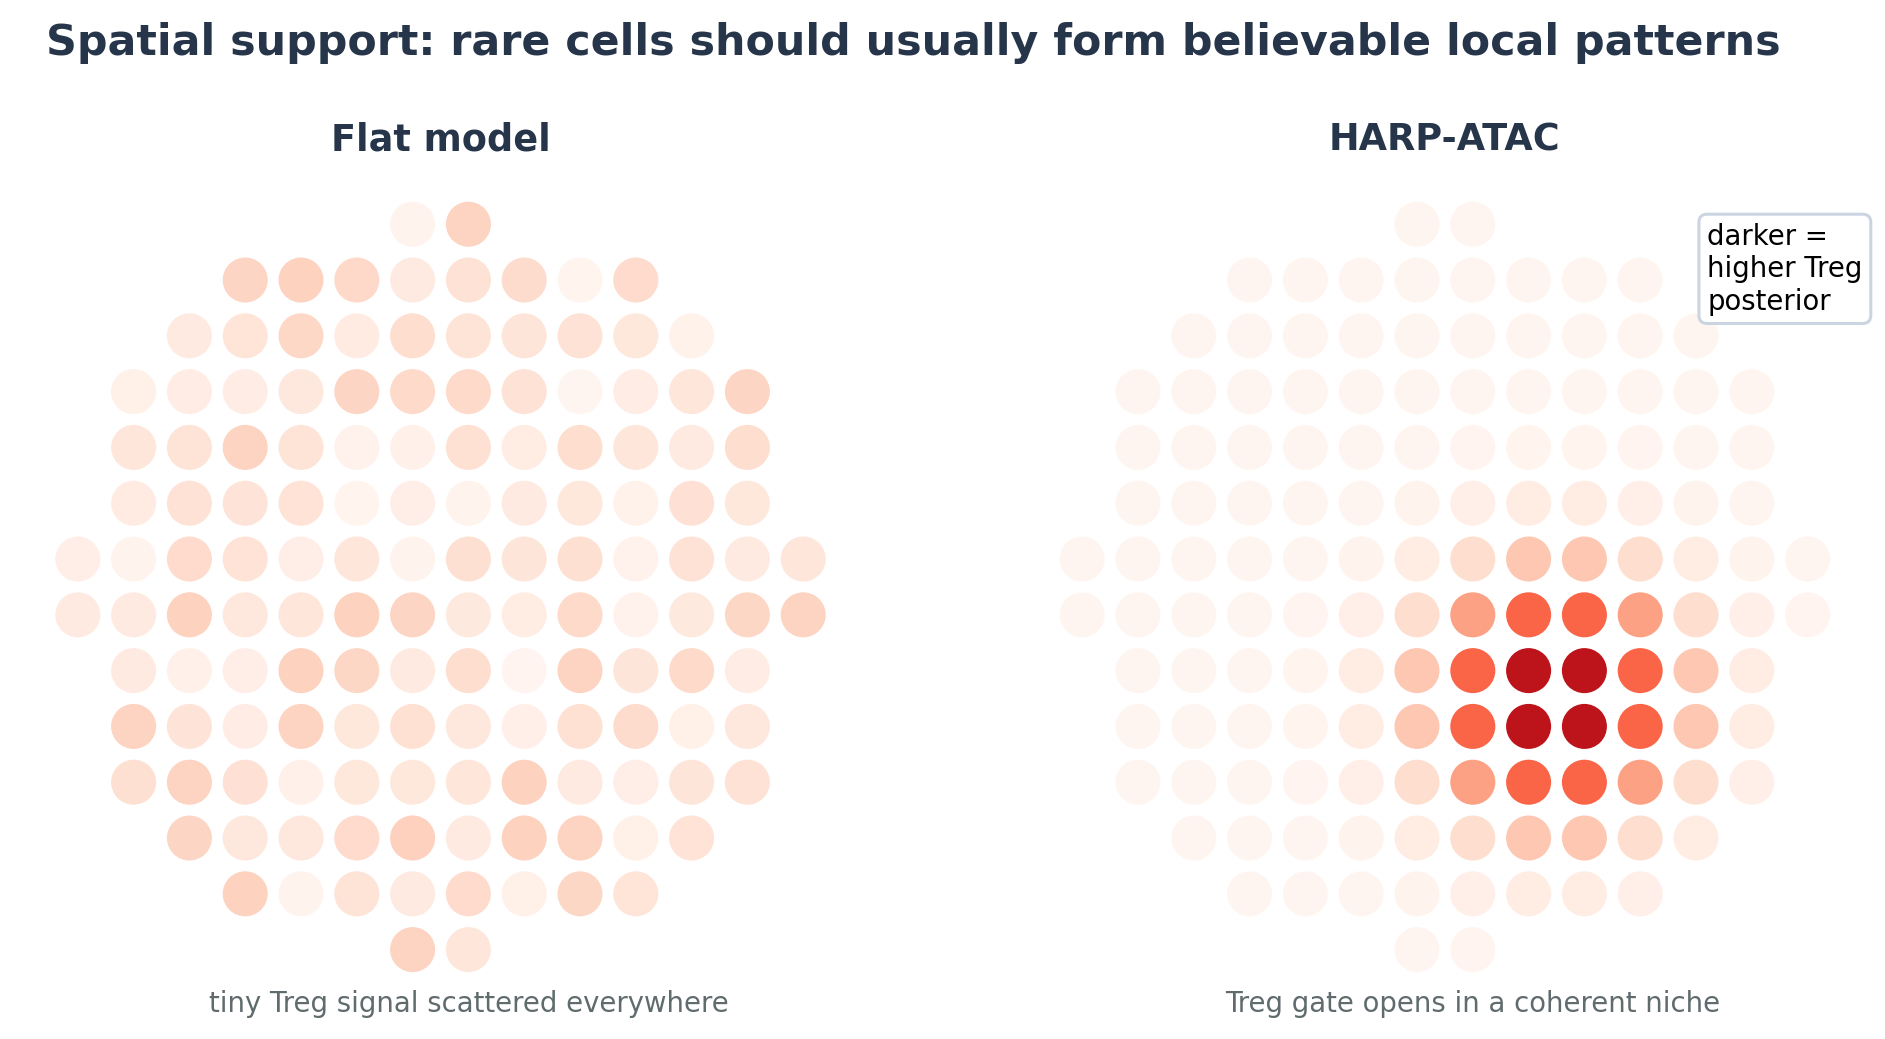 Spatial support: rare cells should usually form believable local patterns
Flat model
HARP-ATAC
darker =
higher Treg
posterior
tiny Treg signal scattered everywhere
Treg gate opens in a coherent niche